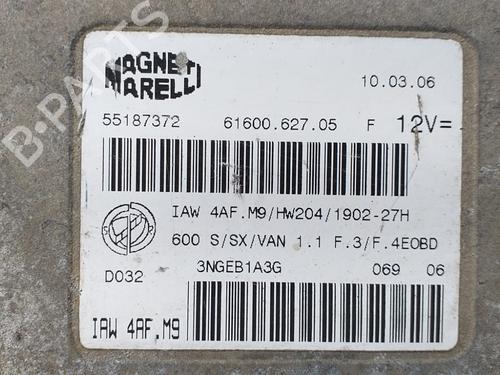 MAGNETI
MARELLI
10.03.06
55187372
61600.627.05
F
12V=
IAW 4AF.M9/HW204/1902-27H
600 S/SX/VAN 1.1 F.3/F.4EOBD
D032
3NGEB1A3G
069 06
IAW 4AF.M9
B-PARTS